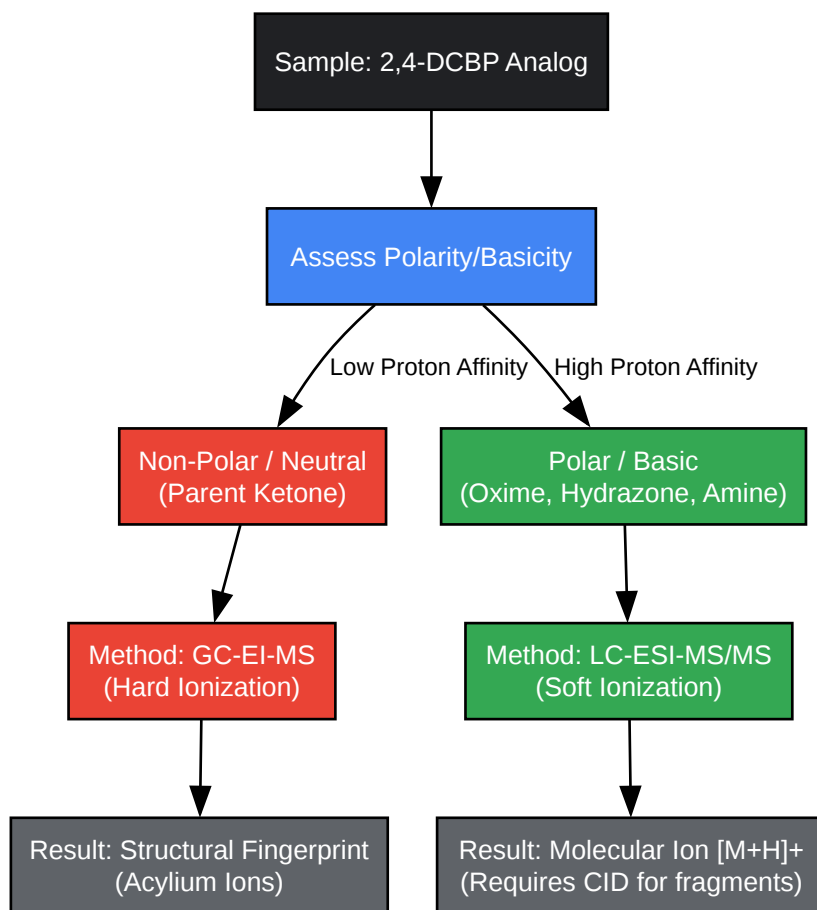 Sample: 2,4-DCBP Analog
Assess Polarity/Basicity
Low Proton Affinity
High Proton Affinity
Non-Polar / Neutral
(Parent Ketone)
Polar / Basic
(Oxime, Hydrazone, Amine)
Method: GC-EI-MS
(Hard Ionization)
Method: LC-ESI-MS/MS
(Soft Ionization)
Result: Structural Fingerprint
(Acylium Ions)
Result: Molecular Ion [M+H]+
(Requires CID for fragments)